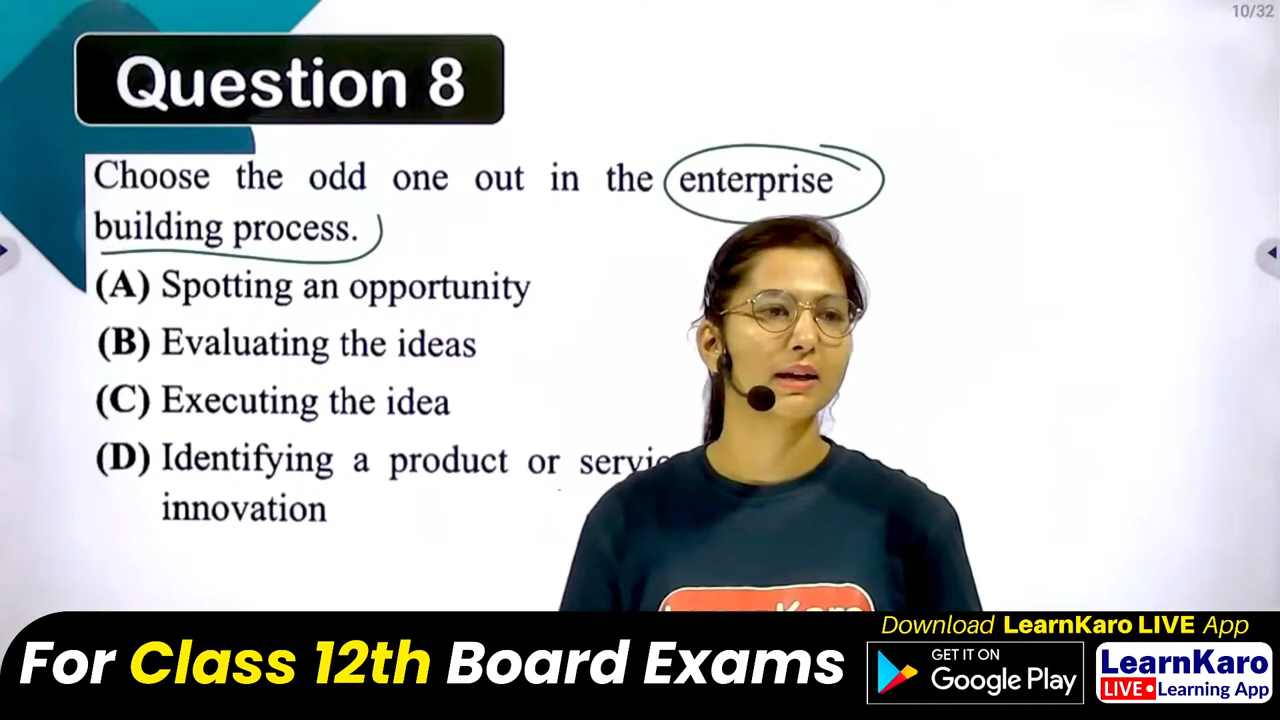 10/32
Question 8
Choose the odd one out in the enterprise
building process.
(A) Spotting an opportunity
(B) Evaluating the ideas
(C) Executing the idea
(D) Identifying a product or
innovation
For Class 12th Board Exams
Download LearnKaro LIVE App
GET IT ON
Google Play
LearnKaro
LIVE Learning App